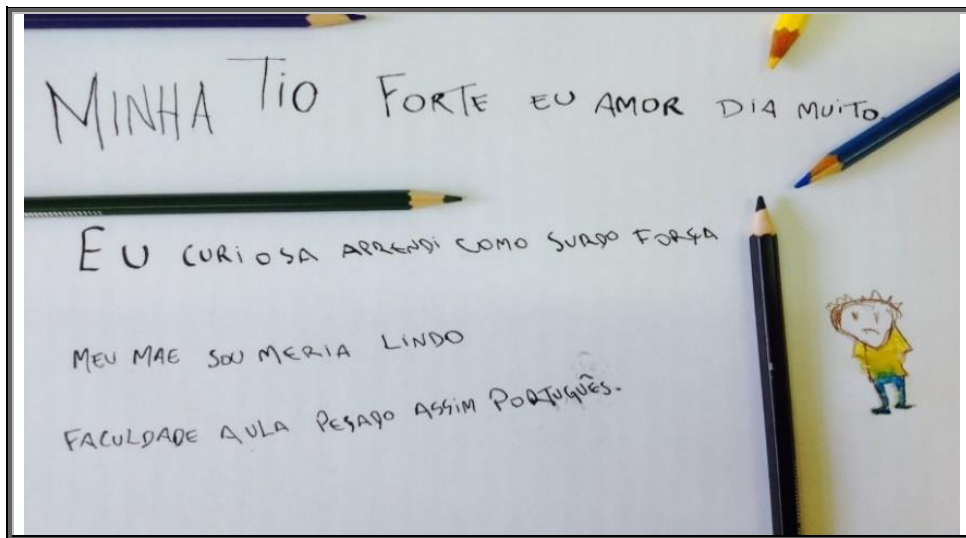 MINHA TIO FORTE EU AMOR DIA MUITO.
EU CURIOSA APRENDI COMO SURDO FORÇA
MEU MAE SOU MERIA LINDO
FACULDADE AULA PESADO ASSIM PORTUGUÊS.